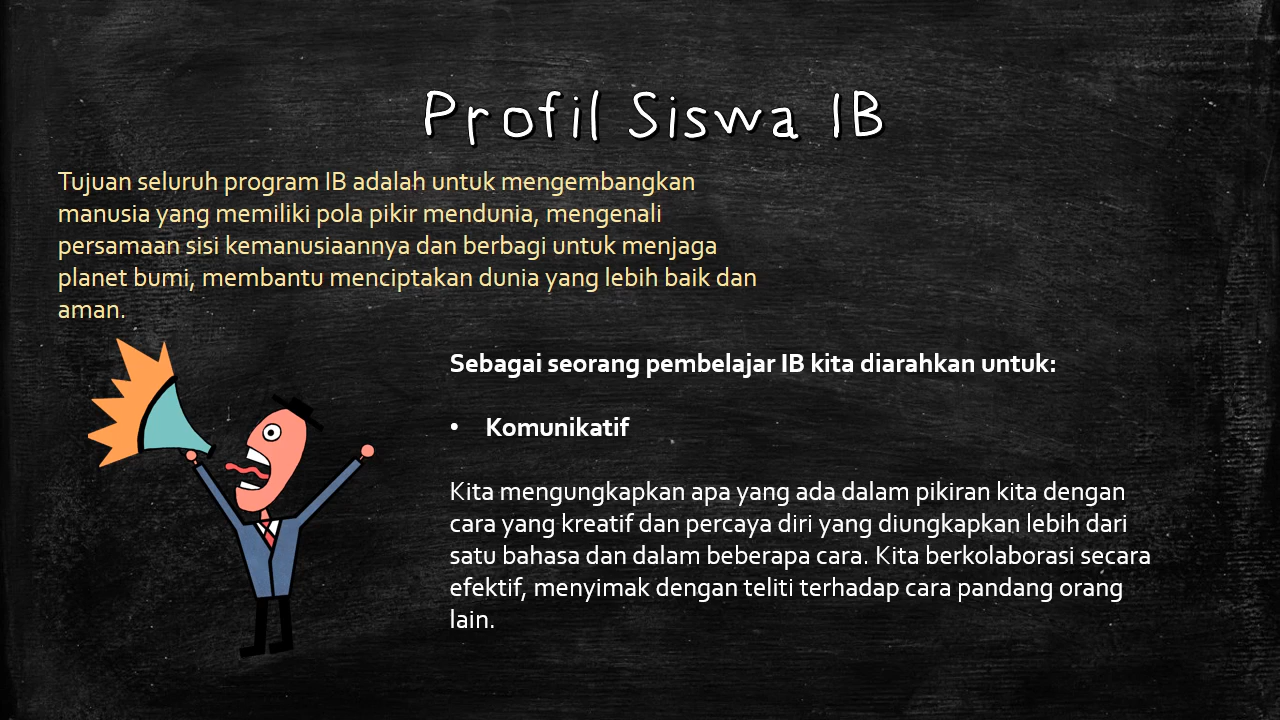 Profil Siswa IB
Tujuan seluruh program IB adalah untuk mengembangkan
manusia yang memiliki pola pikir mendunia, mengenali
persamaan sisi kemanusiaannya dan berbagi untuk menjaga
planet bumi, membantu menciptakan dunia yang lebih baik dan
aman.
Sebagai seorang pembelajar IB kita diarahkan untuk:
• Komunikatif
Kita mengungkapkan apa yang ada dalam pikiran kita dengan
cara yang kreatif dan percaya diri yang diungkapkan lebih dari
satu bahasa dan dalam beberapa cara. Kita berkolaborasi secara
efektif, menyimak dengan teliti terhadap cara pandang orang
lain.